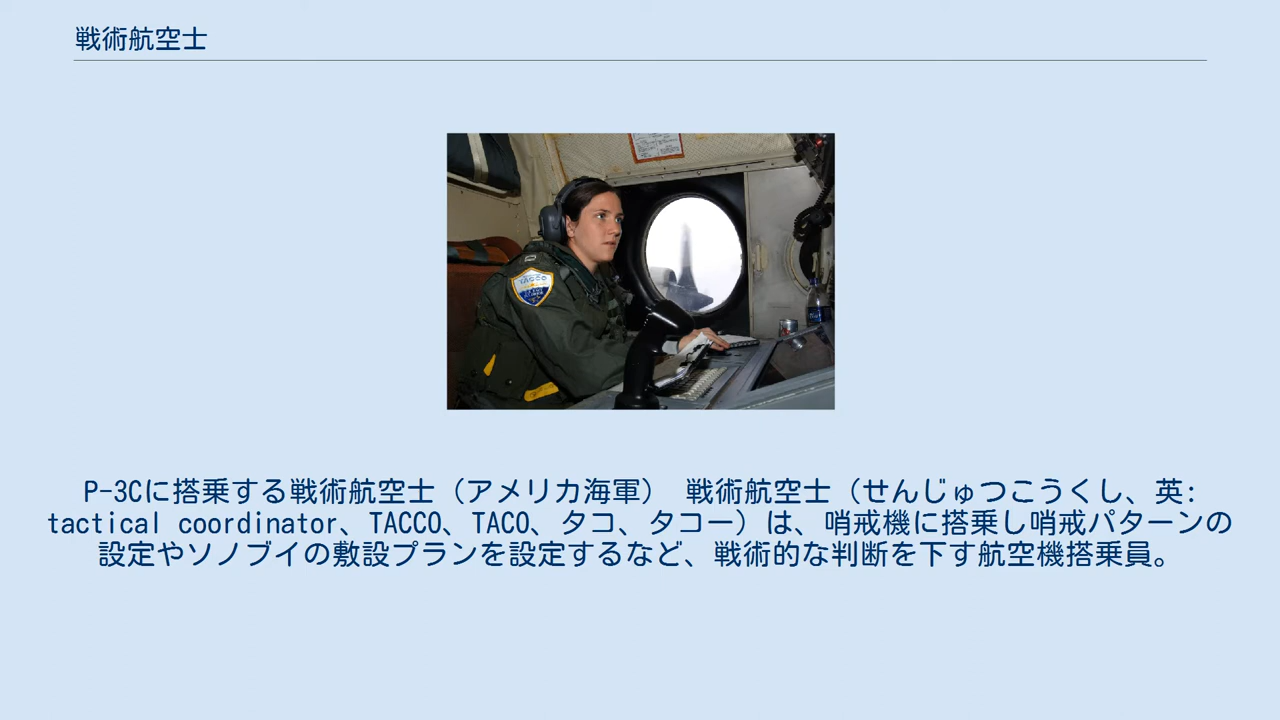 戦術航空士
TACCO
P-3Cに搭乗する戦術航空士（アメリカ海軍） 戦術航空士（せんじゅつこうくし、英:
tactical coordinator、TACCO、TACO、タコ、タコー）は、哨戒機に搭乗し哨戒パターンの
設定やソノブイの敷設プランを設定するなど、戦術的な判断を下す航空機搭乗員。